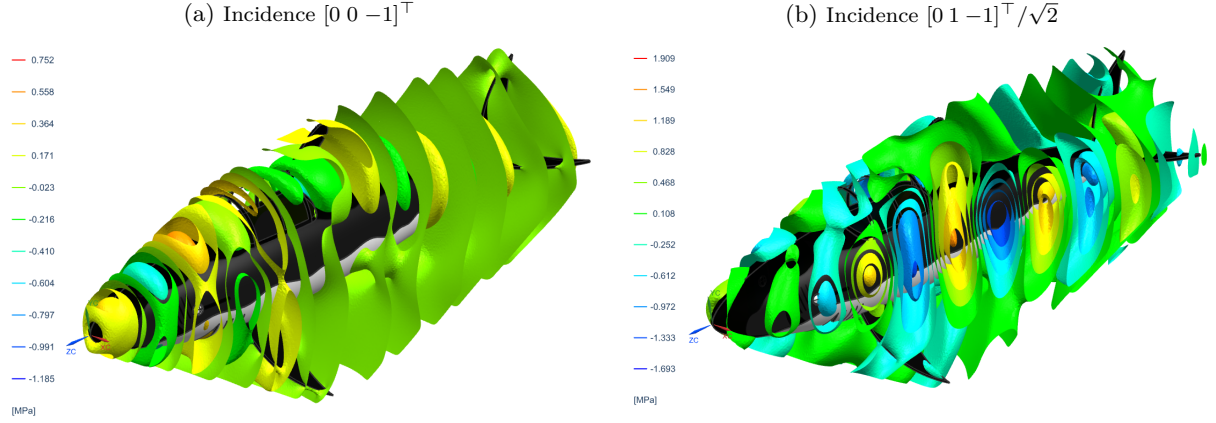 (a) Incidence [0 0 −1]⊤
(b) Incidence [0 1 −1]⊤/√2
0.752
0.558
0.364
0.171
-0.023
-0.216
-0.410
-0.604
-0.797
-0.991
-1.185
[MPa]
ZC
1.909
1.549
1.189
0.828
0.468
0.108
-0.252
-0.612
-0.972
-1.333
-1.693
[MPa]
YC
XC
ZC